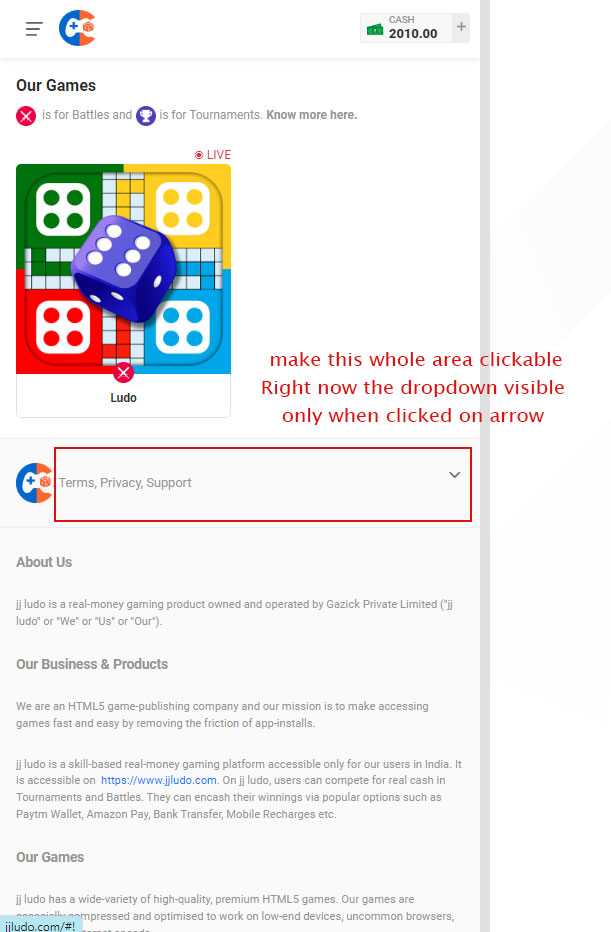 CASH
2010.00
+
Our Games
is for Battles and is for Tournaments. Know more here.
LIVE
Ludo
make this whole area clickable
Right now the dropdown visible
only when clicked on arrow
Terms, Privacy, Support
About Us
jj ludo is a real-money gaming product owned and operated by Gazick Private Limited ("jj
ludo" or "We" or "Us" or "Our").
Our Business & Products
We are an HTML5 game-publishing company and our mission is to make accessing
games fast and easy by removing the friction of app-installs.
jj ludo is a skill-based real-money gaming platform accessible only for our users in India. It
is accessible on https://www.jjludo.com. On jj ludo, users can compete for real cash in
Tournaments and Battles. They can encash their winnings via popular options such as
Paytm Wallet, Amazon Pay, Bank Transfer, Mobile Recharges etc.
Our Games
jj ludo has a wide-variety of high-quality, premium HTML5 games. Our games are
especially compressed and optimised to work on low-end devices, uncommon browsers,
jjludo.com/#!